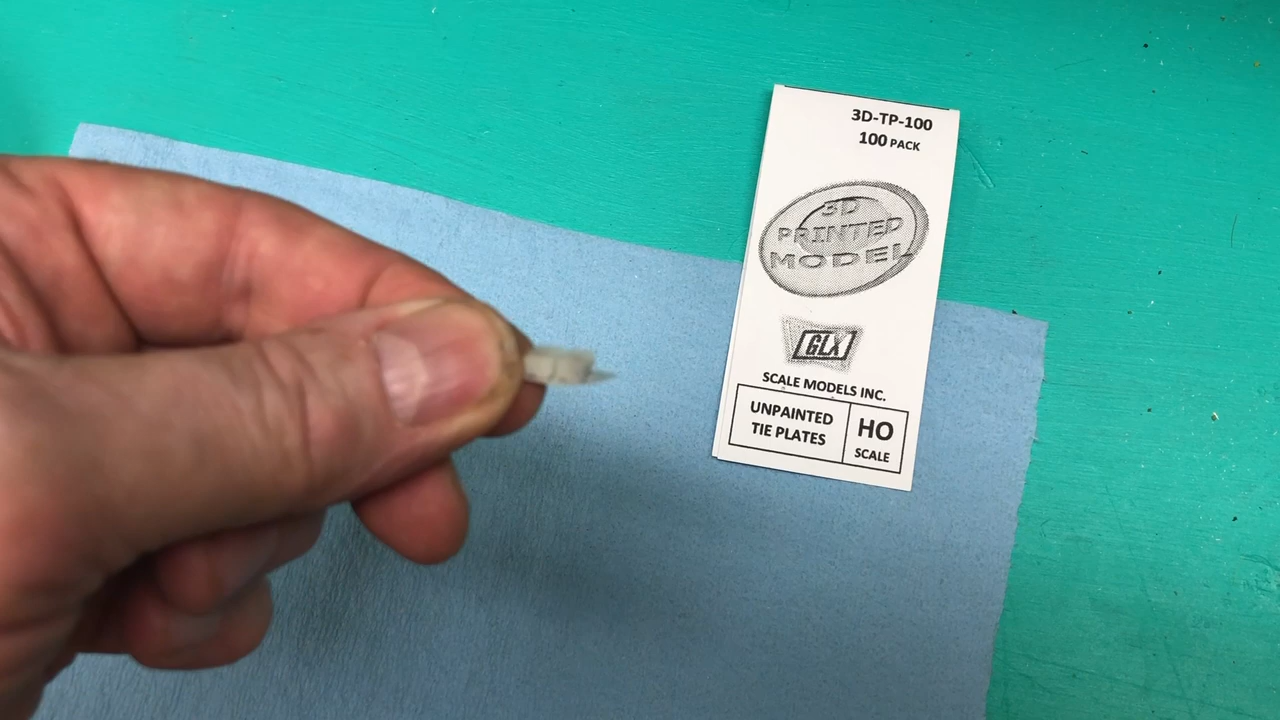 3D-TP-100
100 PACK
3D
PRINTED
MODEL
GLX
SCALE MODELS INC.
UNPAINTED
TIE PLATES
HO
SCALE